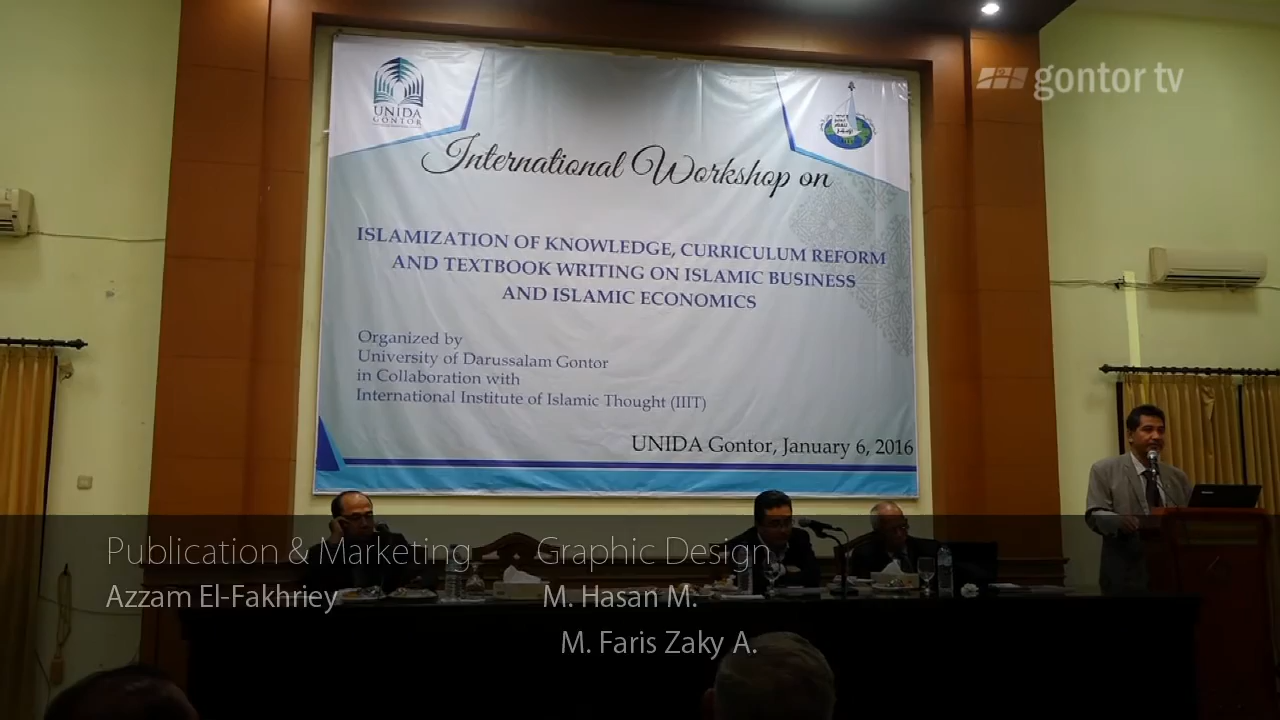 gontor tv
UNIDA
GONTOR
International Workshop on
ISLAMIZATION OF KNOWLEDGE, CURRICULUM REFORM
AND TEXTBOOK WRITING ON ISLAMIC BUSINESS
AND ISLAMIC ECONOMICS
Organized by
University of Darussalam Gontor
in Collaboration with
International Institute of Islamic Thought (IIIT)
UNIDA Gontor, January 6, 2016
Publication & Marketing
Azzam El-Fakhriey
Graphic Design
M. Hasan M.
M. Faris Zaky A.